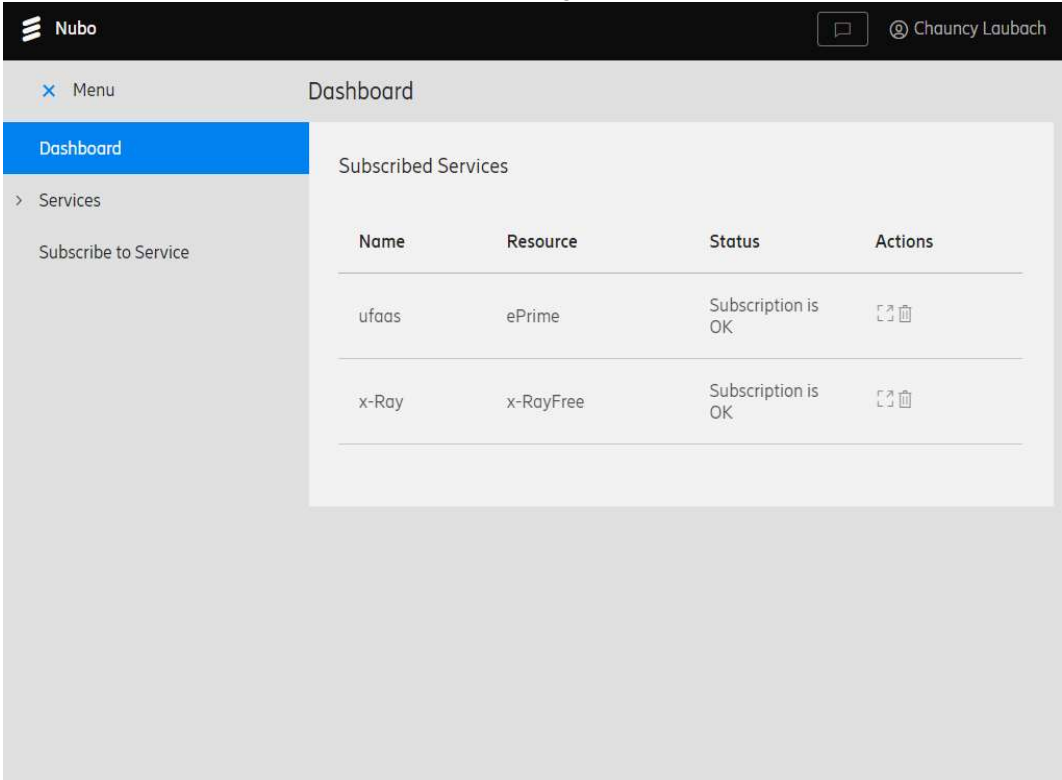 Nubo
Chauncy Laubach
Menu
Dashboard
Dashboard
Services
Subscribe to Service
Subscribed Services
Name Resource Status Actions
ufaas ePrime Subscription is
OK
x-Ray x-RayFree Subscription is
OK